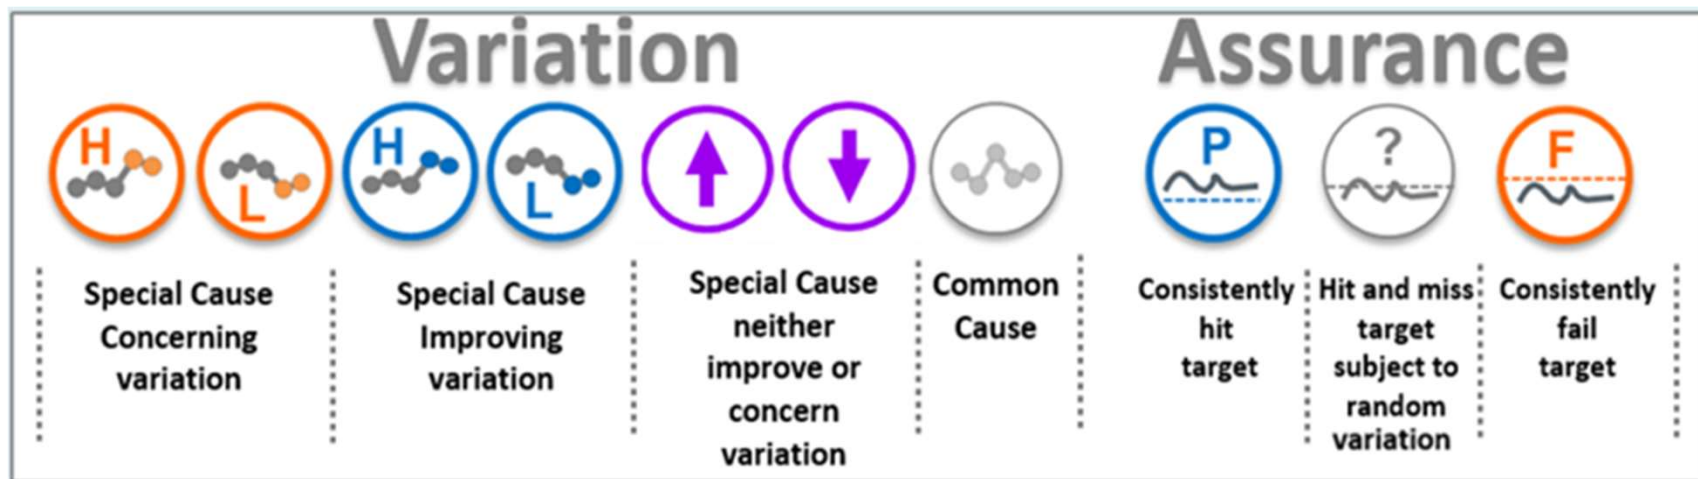 Variation
Assurance
H
L
H
L
P
?
F
Special Cause
Concerning
variation
Special Cause
Improving
variation
Special Cause
neither
improve or
concern
variation
Common
Cause
Consistently
hit
target
Hit and miss
target
subject to
random
variation
Consistently
fail
target